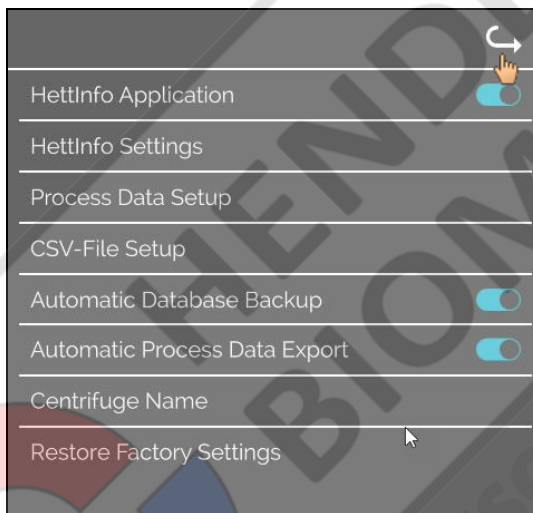 HettInfo Application
HettInfo Settings
Process Data Setup
CSV-File Setup
Automatic Database Backup
Automatic Process Data Export
Centrifuge Name
Restore Factory Settings